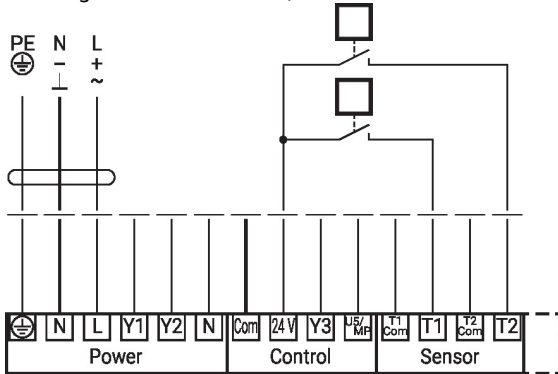 PE N L
- +
~
N L Y1 Y2 N Com 24 V Y3 U5/MP T1 Com T1 T2 Com T2
Power Control Sensor